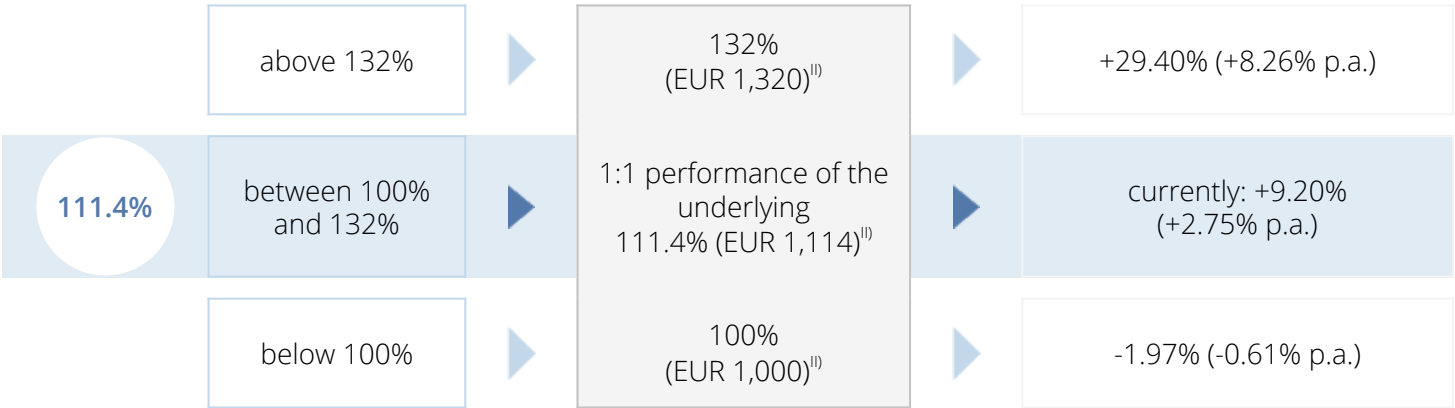 above 132%
132%
(EUR 1,320)II)
+29.40% (+8.26% p.a.)
111.4%
between 100%
and 132%
1:1 performance of the
underlying
111.4% (EUR 1,114)II)
currently: +9.20%
(+2.75% p.a.)
below 100%
100%
(EUR 1,000)II)
-1.97% (-0.61% p.a.)